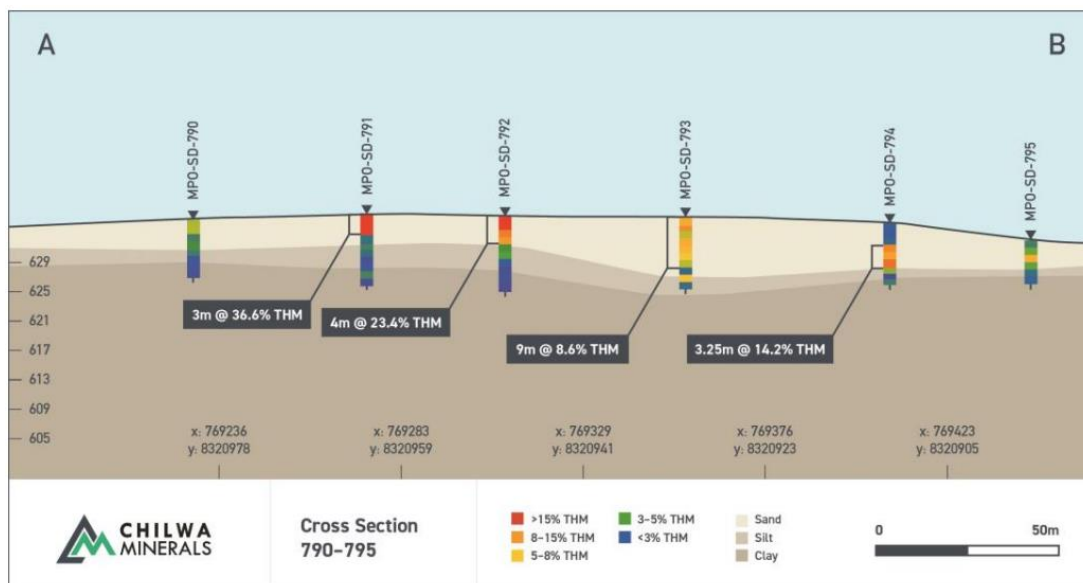 A
B
MPO-SD-790
MPO-SD-791
MPO-SD-792
MPO-SD-793
MPO-SD-794
MPO-SD-795
629
625
621
617
613
609
605
3m @ 36.6% THM
4m @ 23.4% THM
9m @ 8.6% THM
3.25m @ 14.2% THM
x: 769236
y: 8320978
x: 769283
y: 8320959
x: 769329
y: 8320941
x: 769376
y: 8320923
x: 769423
y: 8320905
CHILWA
MINERALS
Cross Section
790-795
>15% THM
8-15% THM
5-8% THM
3-5% THM
<3% THM
Sand
Silt
Clay
0
50m